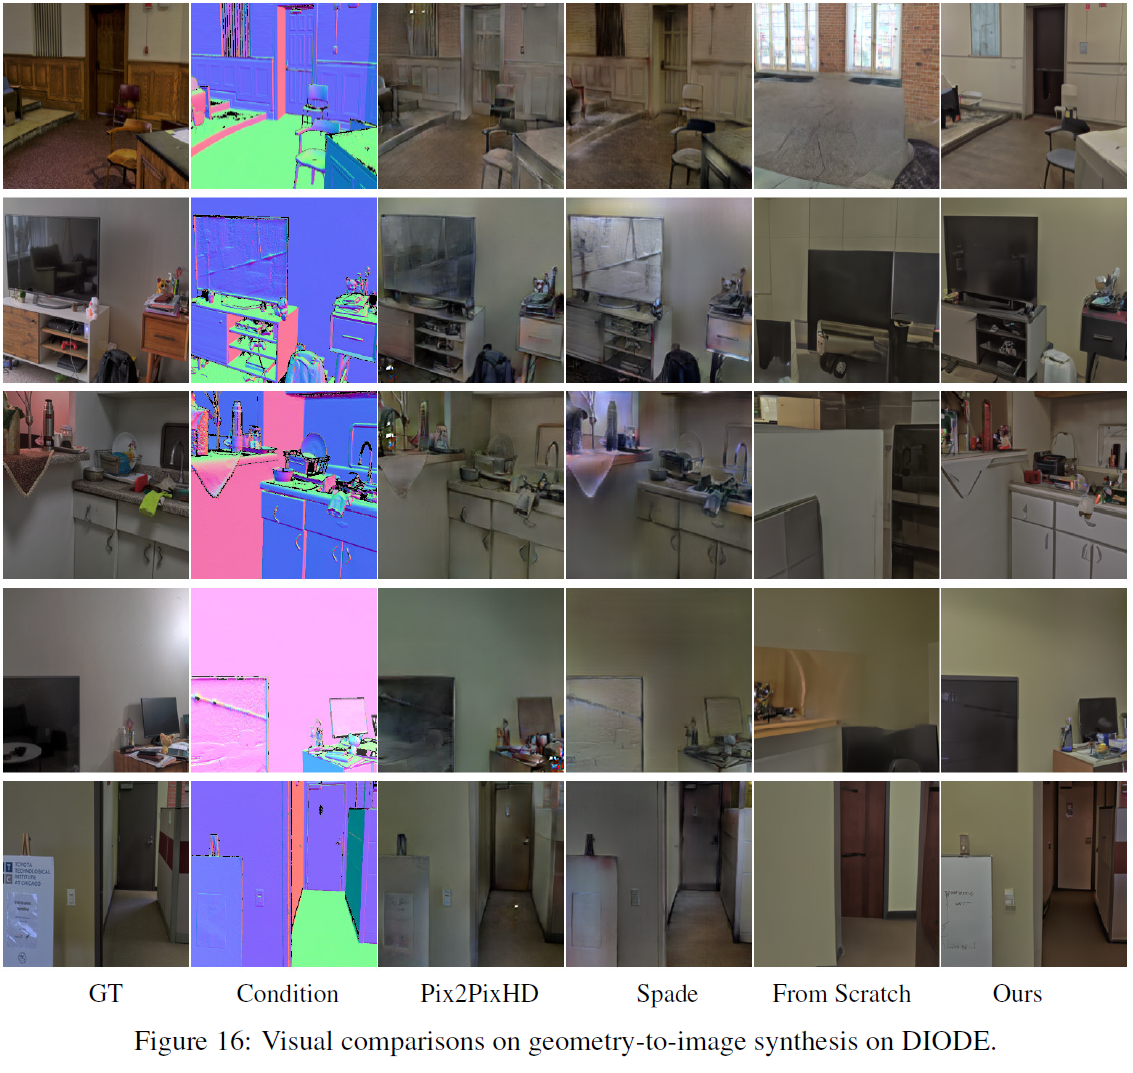 TOYOTA
TECHNOLOGICAL
INSTITUTE
AT CHICAGO
GT
Condition
Pix2PixHD
Spade
From Scratch
Ours
Figure 16: Visual comparisons on geometry-to-image synthesis on DIODE.